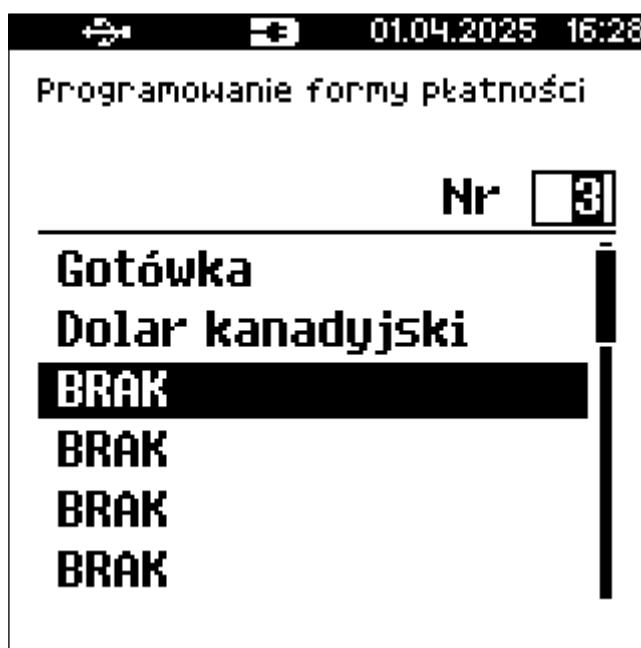 01.04.2025 16:28
Programowanie formy płatności
Nr 3
Gotówka
Dolar kanadyjski
BRAK
BRAK
BRAK
BRAK